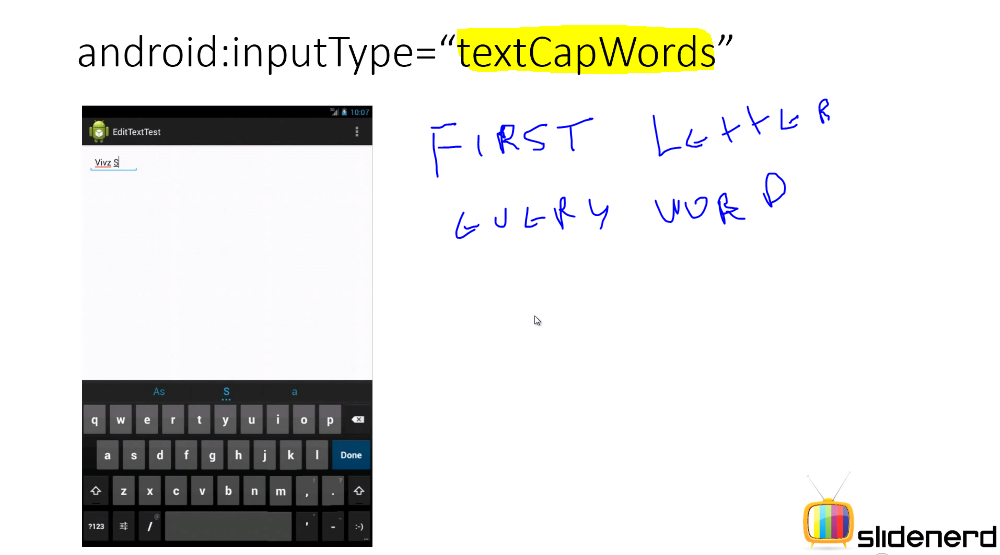 android:inputType=“textCapWords”
10:07
EditTextTest
Vivz S
FIRST LETTER
EVERY WORD
As S a
q w e r t y u i o p
a s d f g h j k l Done
z x c v b n m , .
?123 / ' - :-)
slidenerd